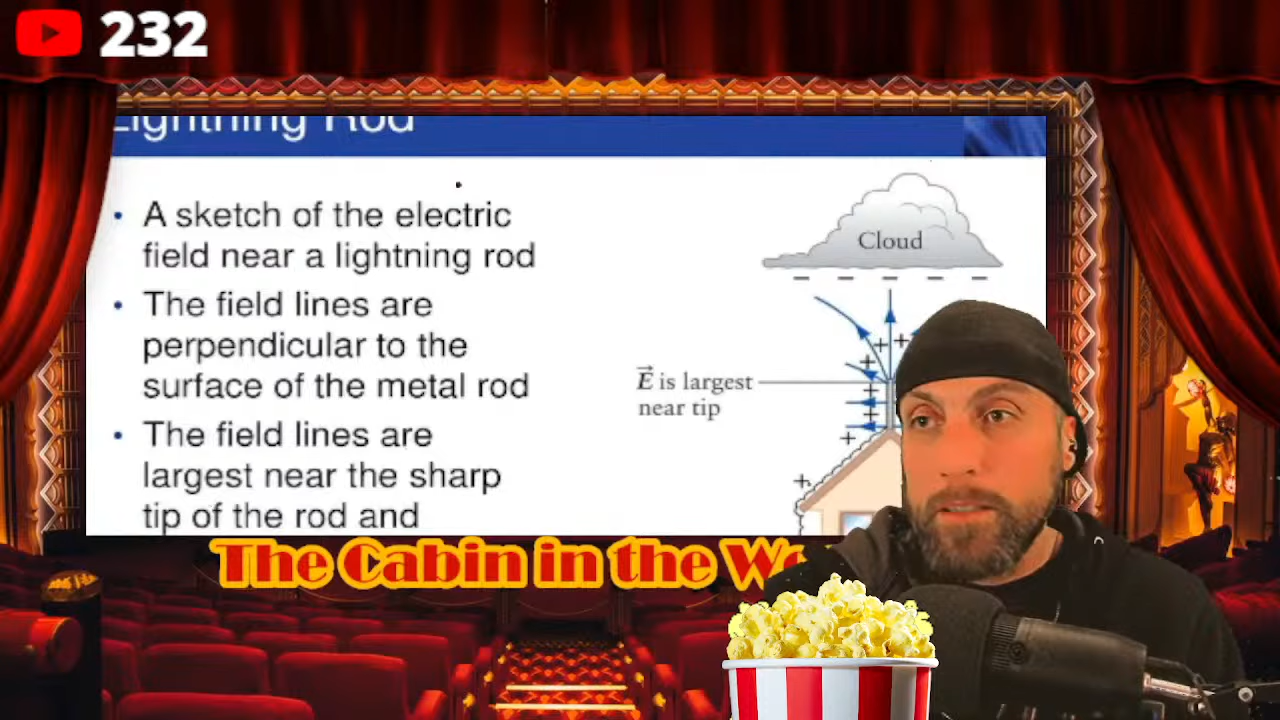 232
Lightning Rod
• A sketch of the electric
field near a lightning rod
• The field lines are
perpendicular to the
surface of the metal rod
• The field lines are
largest near the sharp
tip of the rod and
Cloud
E is largest
near tip
The Cabin in the